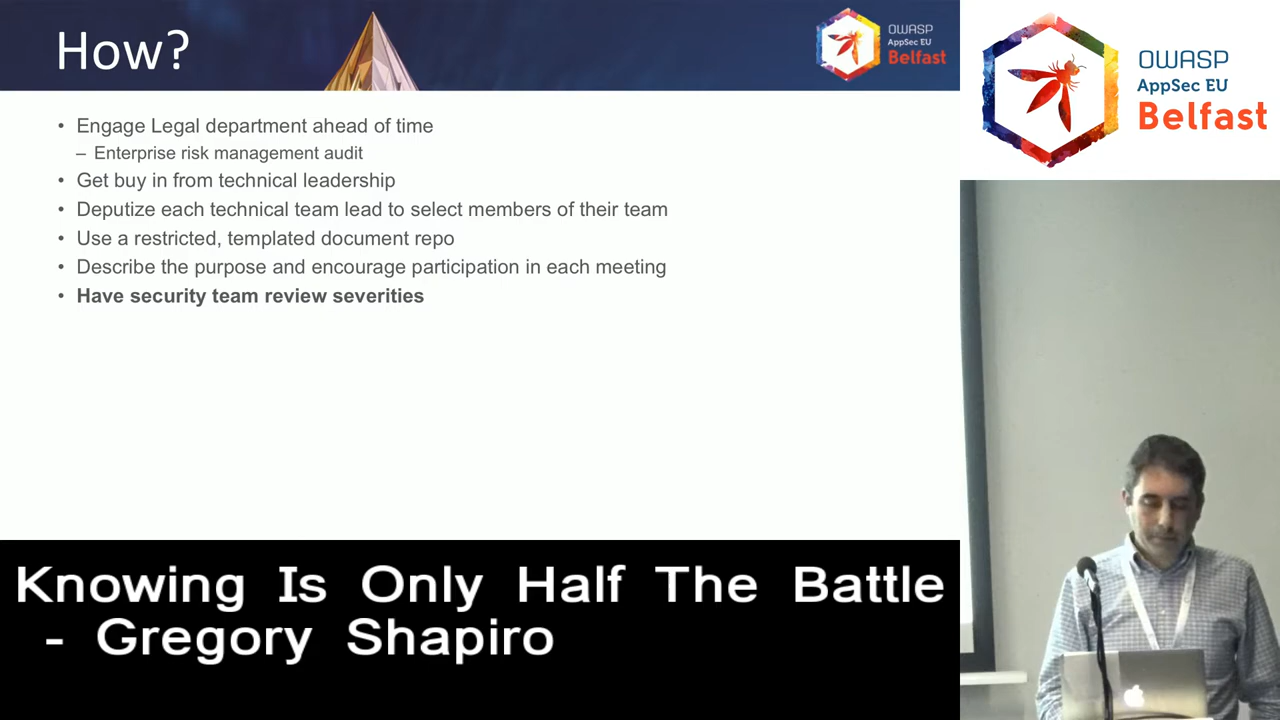 How?
OWASP
AppSec EU
Belfast
• Engage Legal department ahead of time
– Enterprise risk management audit
• Get buy in from technical leadership
• Deputize each technical team lead to select members of their team
• Use a restricted, templated document repo
• Describe the purpose and encourage participation in each meeting
• Have security team review severities
OWASP
AppSec EU
Belfast
Knowing Is Only Half The Battle
- Gregory Shapiro